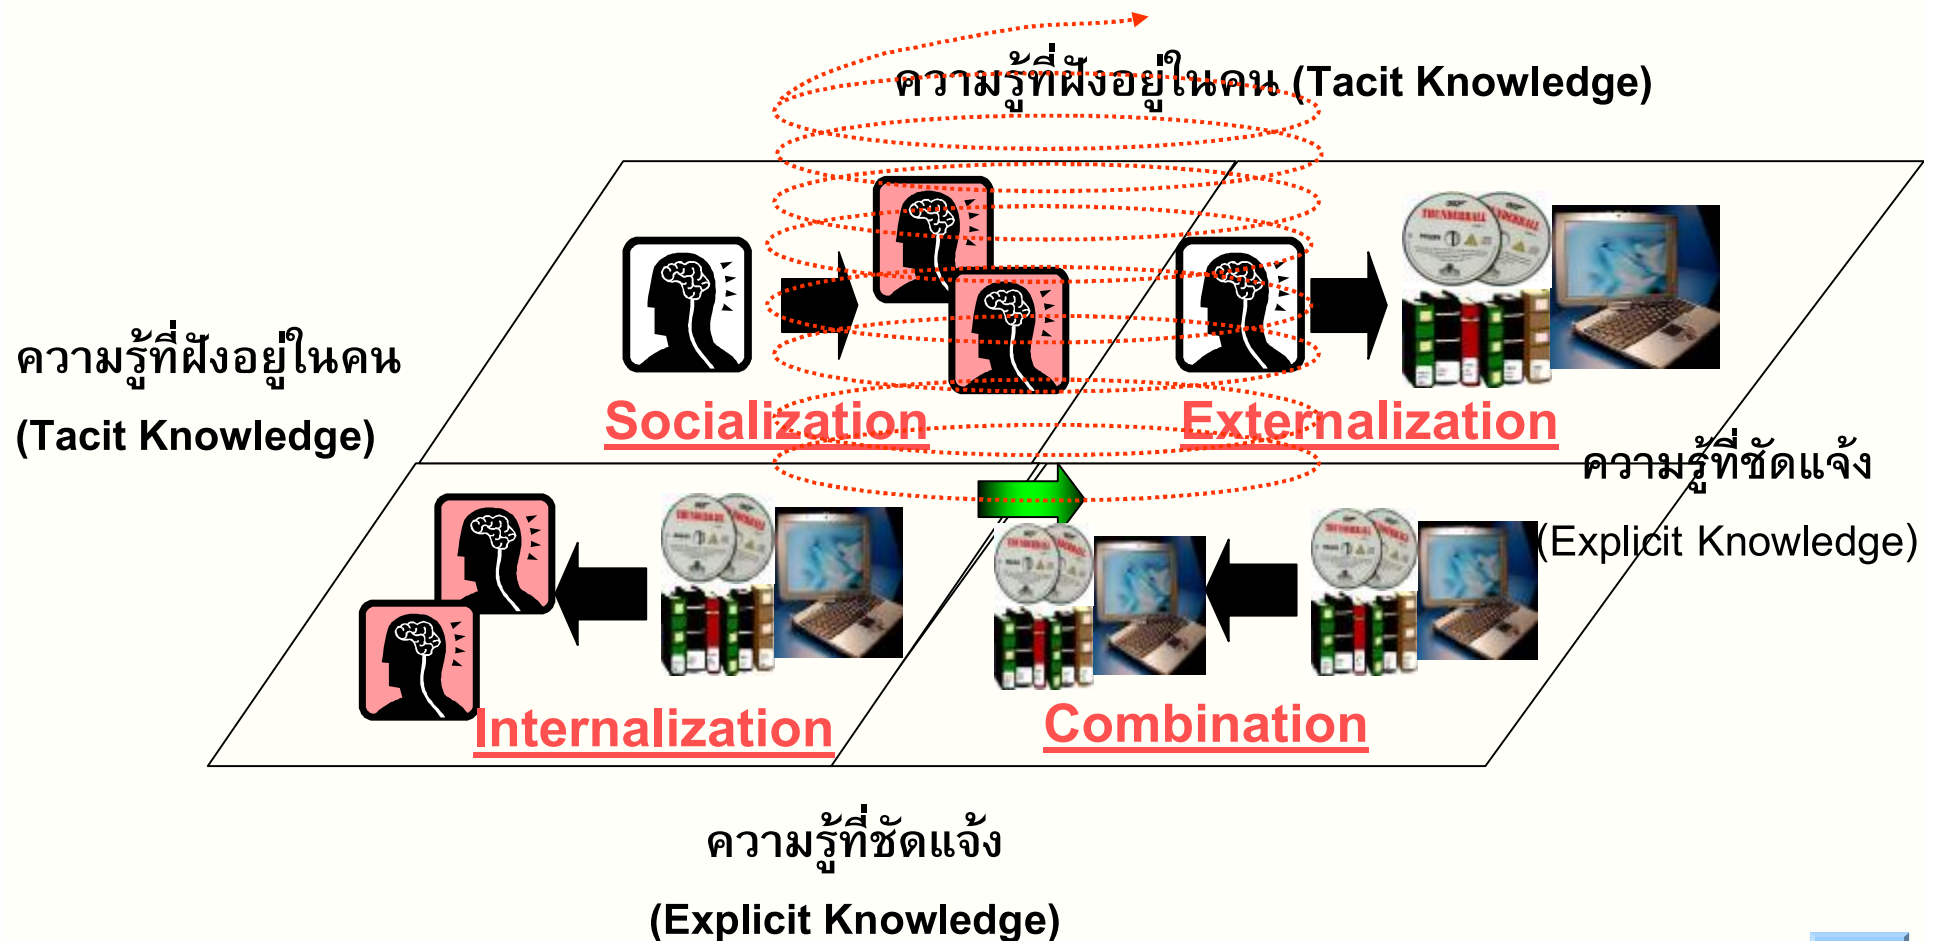 ความรู้ที่ฝังอยู่ในคน (Tacit Knowledge)
ความรู้ที่ฝังอยู่ในคน
(Tacit Knowledge)
Socialization
Externalization
ความรู้ที่ชัดแจ้ง
(Explicit Knowledge)
Internalization
Combination
ความรู้ที่ชัดแจ้ง
(Explicit Knowledge)